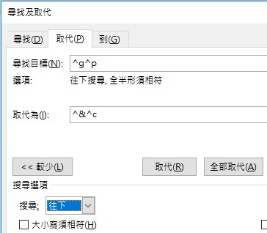 尋找及取代
尋找(D) 取代(P) 到(G)
尋找目標(N): ^g^p
選項: 往下搜尋, 全半形須相符
取代為(I): ^&^c
<< 較少(L) 取代(R) 全部取代(A)
搜尋選項
搜尋; 往下
大小寫須相符(H)